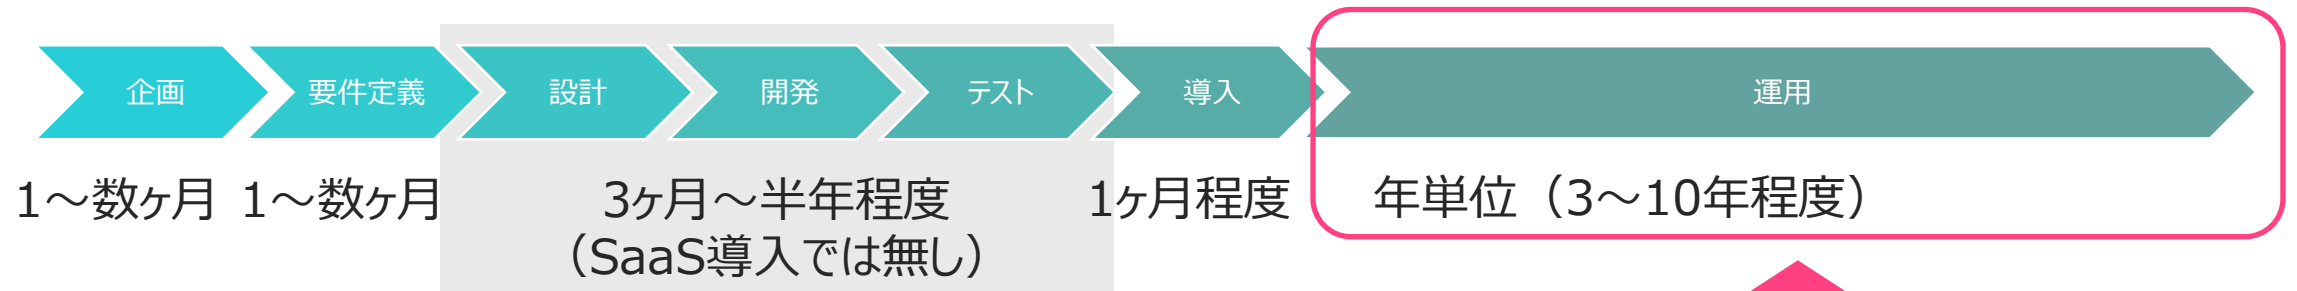 企画
要件定義
設計
開発
テスト
導入
運用
1～数ヶ月
1～数ヶ月
3ヶ月～半年程度
（SaaS導入では無し）
1ヶ月程度
年単位（3～10年程度）